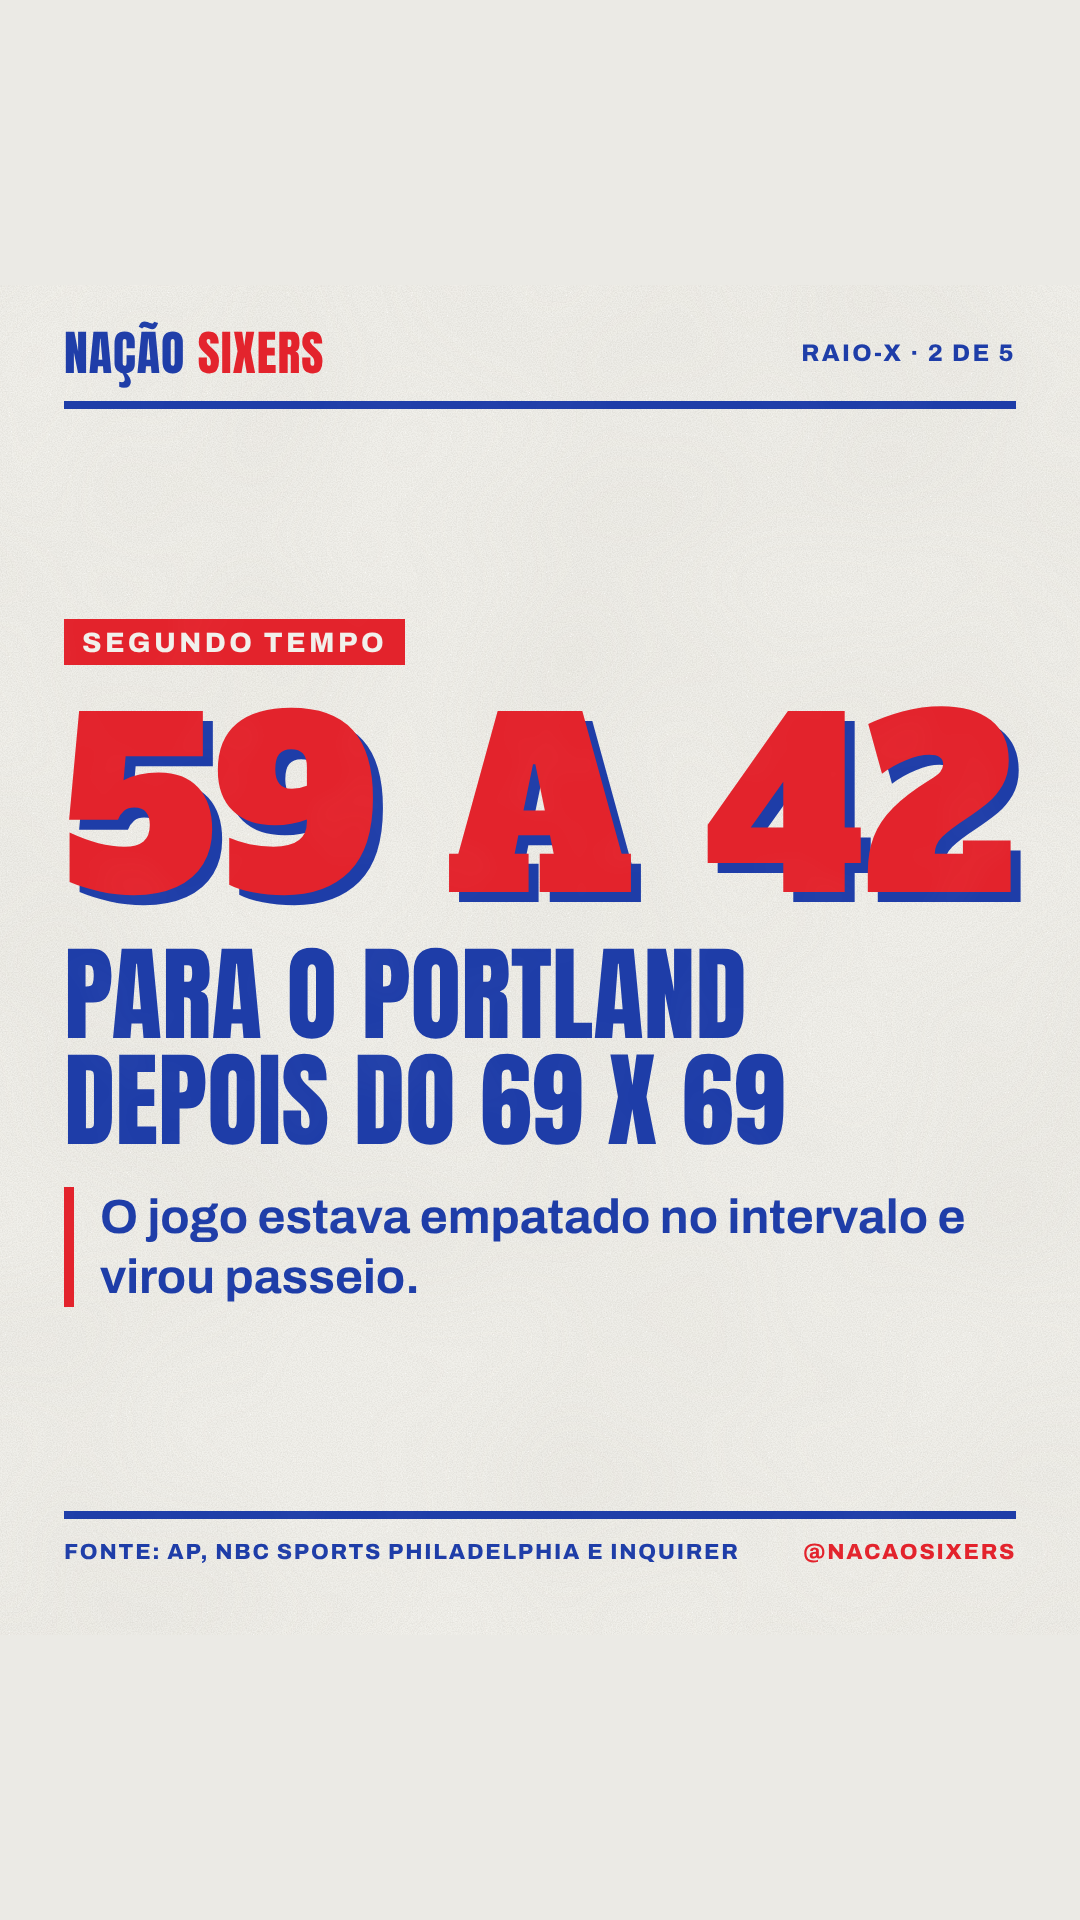 NAÇÃO SIXERS
RAIO-X · 2 DE 5
SEGUNDO TEMPO
59 A 42
PARA O PORTLAND
DEPOIS DO 69 X 69
O jogo estava empatado no intervalo e
virou passeio.
FONTE: AP, NBC SPORTS PHILADELPHIA E INQUIRER
@NACAOSIXERS